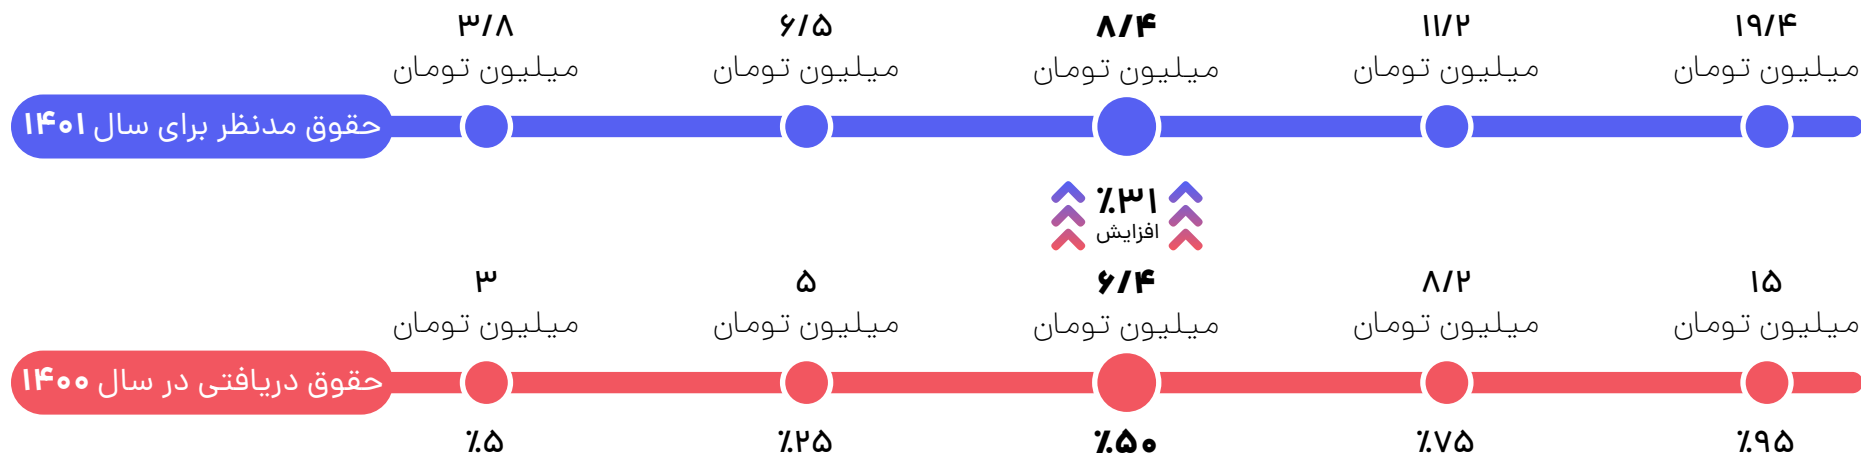 ۳/۸
میلیون تومان
۶/۵
میلیون تومان
۸/۴
میلیون تومان
۱۱/۲
میلیون تومان
۱۹/۴
میلیون تومان
حقوق مدنظر برای سال ۱۴۰۱
٪۳۱
افزایش
۳
میلیون تومان
۵
میلیون تومان
۶/۴
میلیون تومان
۸/۲
میلیون تومان
۱۵
میلیون تومان
حقوق دریافتی در سال ۱۴۰۰
٪۵
٪۲۵
٪۵۰
٪۷۵
٪۹۵